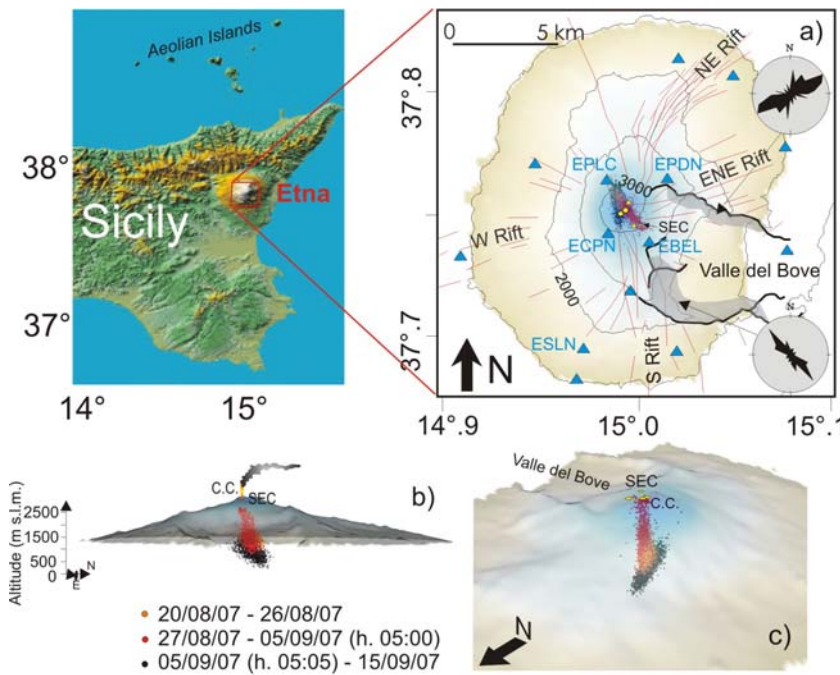 Aeolian Islands
38°
Etna
Sicily
37°
14°
15°
a)
0
5 km
N
NE Rift
37°.8
EPLC
EPDN
3000
ENE Rift
SEC
ECPN
EBEL
W Rift
Valle del Bove
2000
N
37°.7
ESLN
S Rift
N
14°.9
15°.0
15°.1
b)
C.C.
SEC
Altitude (m s.l.m.)
2500
1500
500
0
N
E
20/08/07 - 26/08/07
27/08/07 - 05/09/07 (h. 05:00)
05/09/07 (h. 05:05) - 15/09/07
Valle del Bove
SEC
C.C.
N
c)